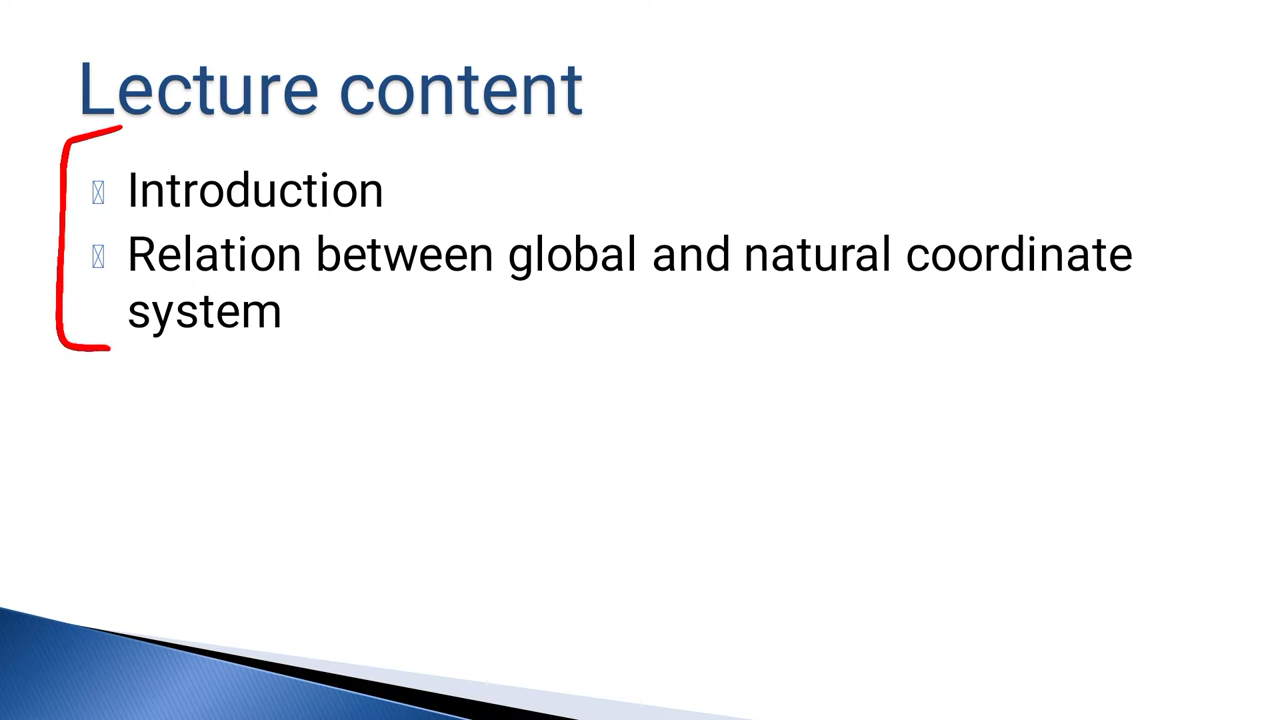 Lecture content
Introduction
Relation between global and natural coordinate
system